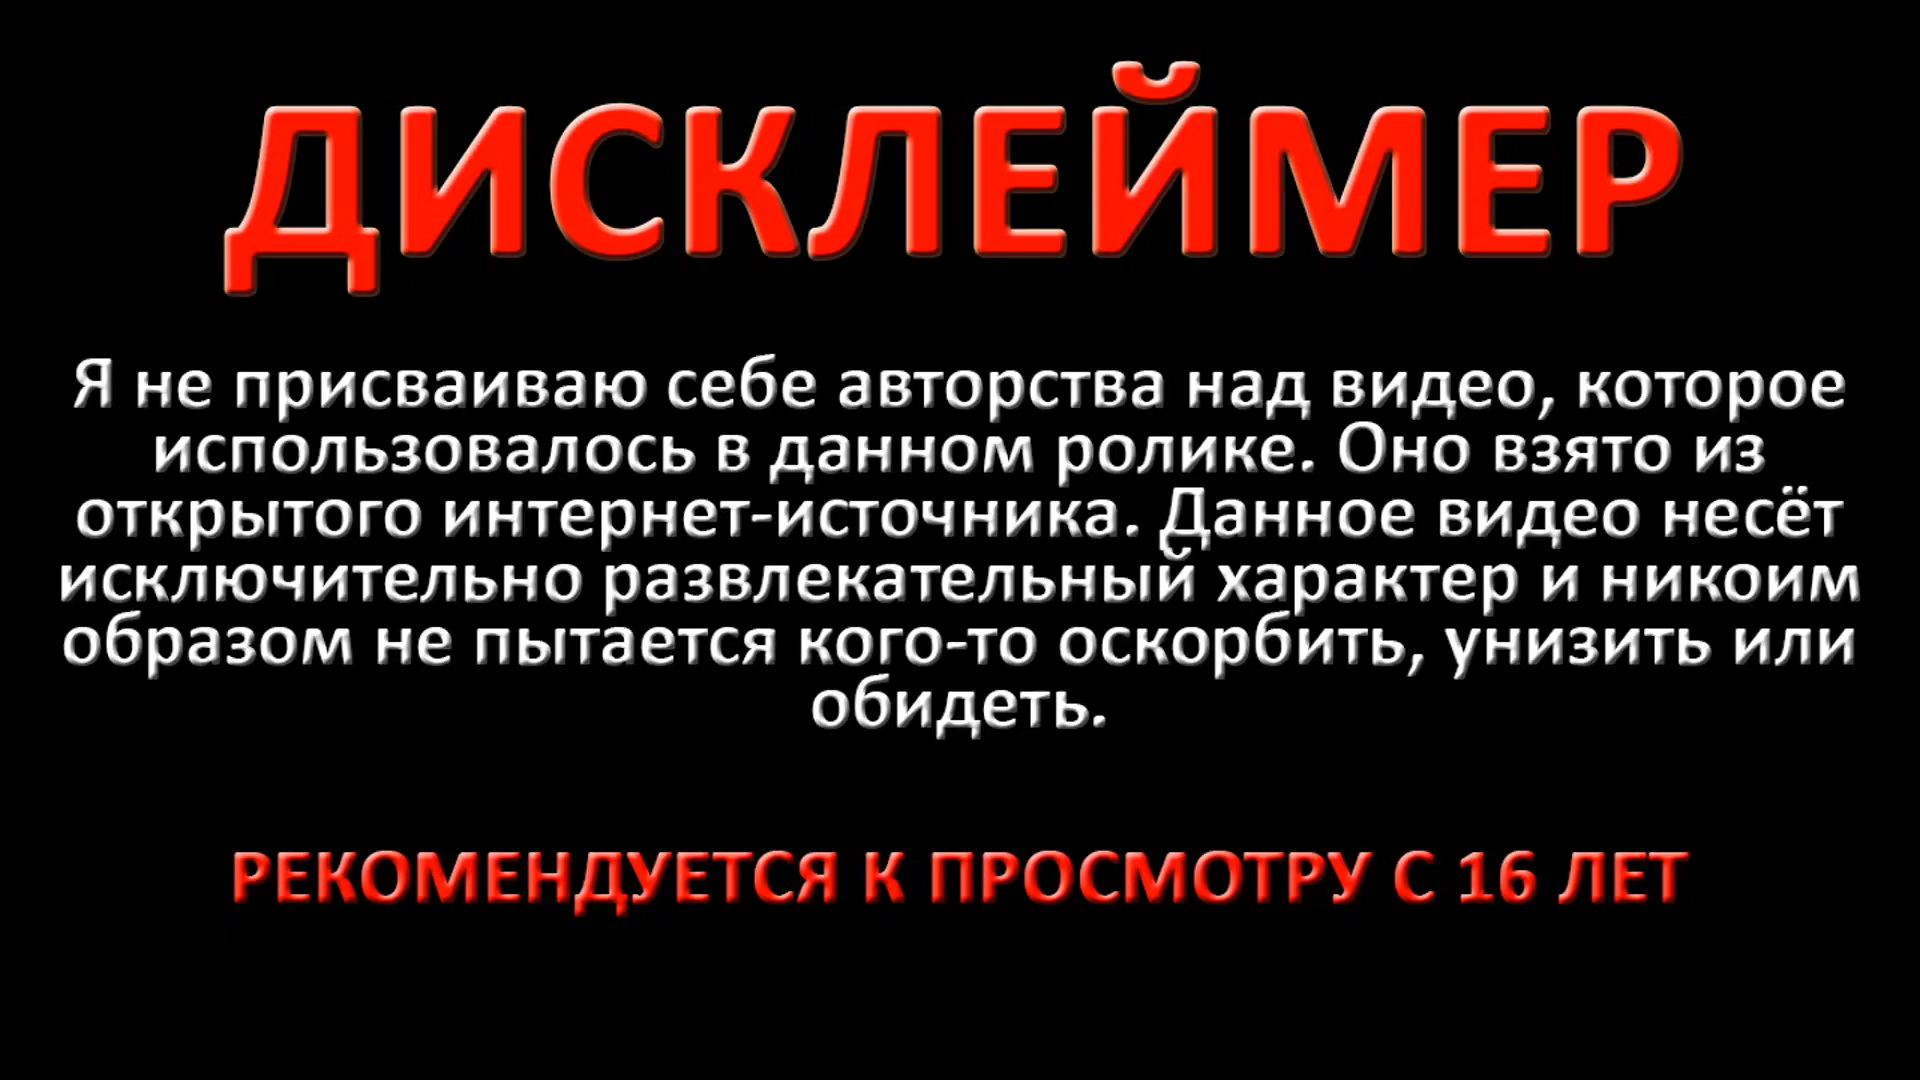 ДИСКЛЕЙМЕР
Я не присваиваю себе авторства над видео, которое
использовалось в данном ролике. Оно взято из
открытого интернет-источника. Данное видео несёт
исключительно развлекательный характер и никоим
образом не пытается кого-то оскорбить, унизить или
обидеть.
РЕКОМЕНДУЕТСЯ К ПРОСМОТРУ С 16 ЛЕТ